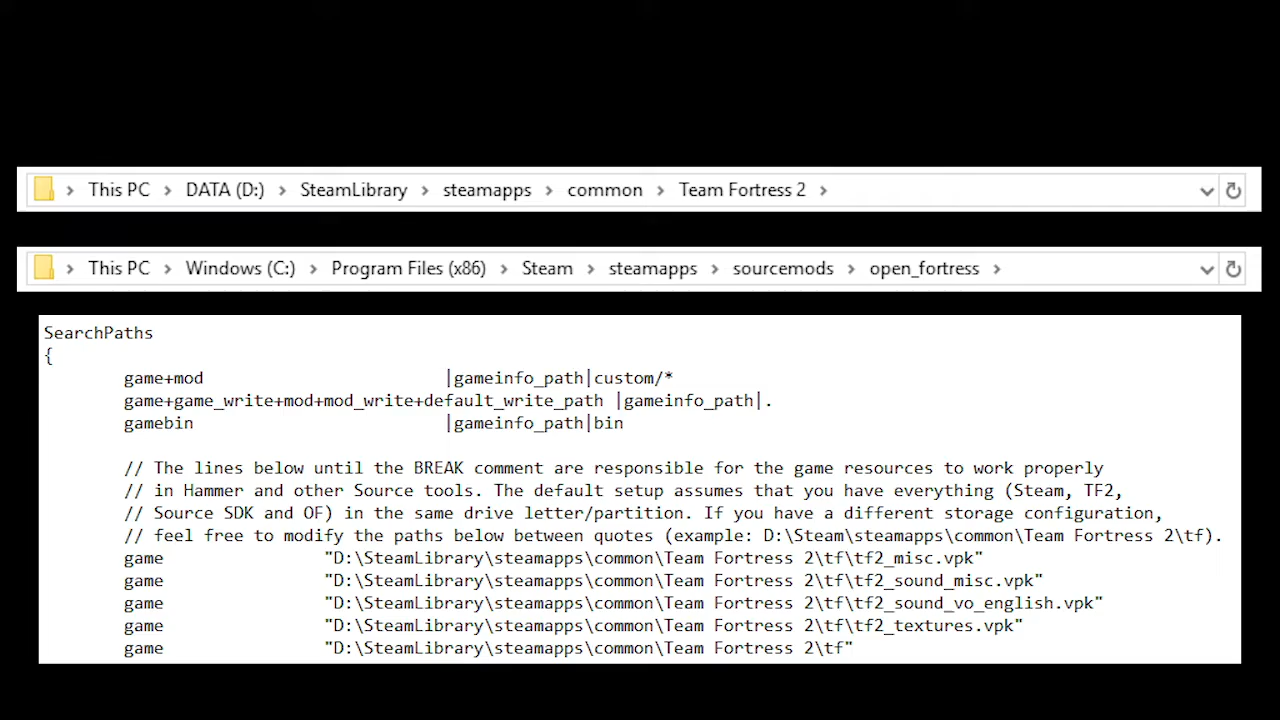 This PC > DATA (D:) > SteamLibrary > steamapps > common > Team Fortress 2 >
This PC > Windows (C:) > Program Files (x86) > Steam > steamapps > sourcemods > open_fortress >
SearchPaths
{
game+mod |gameinfo_path|custom/*
game+game_write+mod+mod_write+default_write_path |gameinfo_path|.
gamebin |gameinfo_path|bin
// The lines below until the BREAK comment are responsible for the game resources to work properly
// in Hammer and other Source tools. The default setup assumes that you have everything (Steam, TF2,
// Source SDK and OF) in the same drive letter/partition. If you have a different storage configuration,
// feel free to modify the paths below between quotes (example: D:\Steam\steamapps\common\Team Fortress 2\tf).
game "D:\SteamLibrary\steamapps\common\Team Fortress 2\tf\tf2_misc.vpk"
game "D:\SteamLibrary\steamapps\common\Team Fortress 2\tf\tf2_sound_misc.vpk"
game "D:\SteamLibrary\steamapps\common\Team Fortress 2\tf\tf2_sound_vo_english.vpk"
game "D:\SteamLibrary\steamapps\common\Team Fortress 2\tf\tf2_textures.vpk"
game "D:\SteamLibrary\steamapps\common\Team Fortress 2\tf"